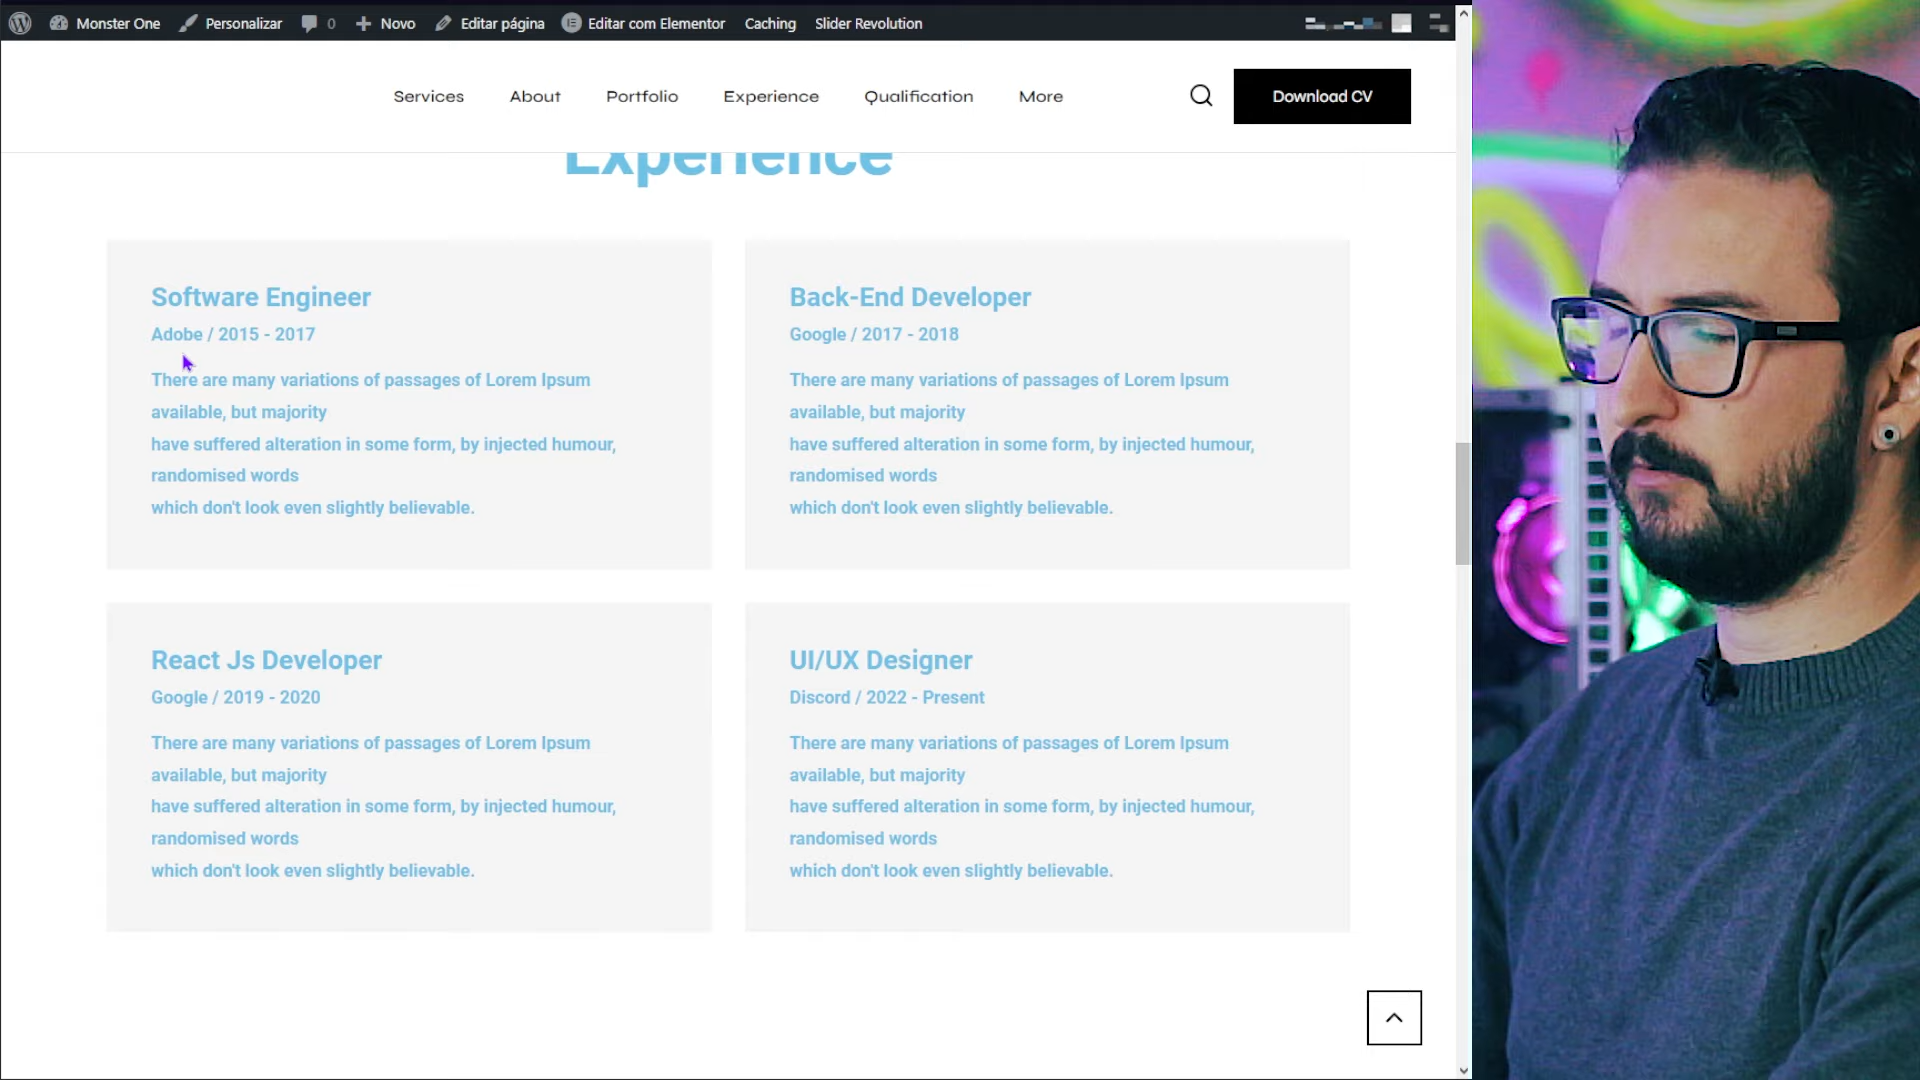 Monster One Personalizar 0 Novo Editar página Editar com Elementor Caching Slider Revolution
Services About Portfolio Experience Qualification More Download CV
Experience
Software Engineer
Adobe / 2015 - 2017
There are many variations of passages of Lorem Ipsum
available, but majority
have suffered alteration in some form, by injected humour,
randomised words
which don't look even slightly believable.
Back-End Developer
Google / 2017 - 2018
There are many variations of passages of Lorem Ipsum
available, but majority
have suffered alteration in some form, by injected humour,
randomised words
which don't look even slightly believable.
React Js Developer
Google / 2019 - 2020
There are many variations of passages of Lorem Ipsum
available, but majority
have suffered alteration in some form, by injected humour,
randomised words
which don't look even slightly believable.
UI/UX Designer
Discord / 2022 - Present
There are many variations of passages of Lorem Ipsum
available, but majority
have suffered alteration in some form, by injected humour,
randomised words
which don't look even slightly believable.